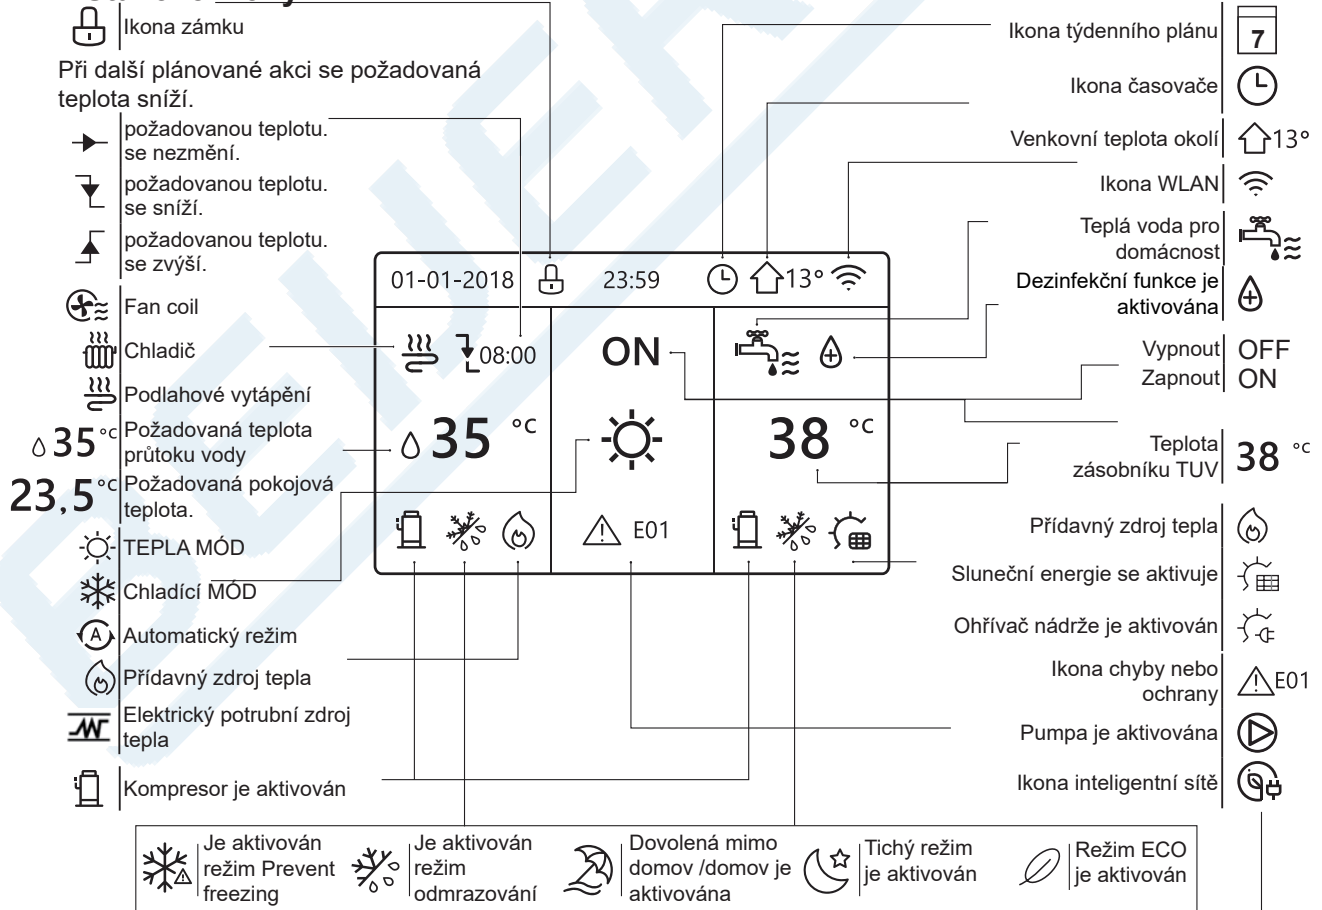 Ikona zámku
Při další plánované akci se požadovaná
teplota sníží.
požadovanou teplotu.
se nezmění.
požadovanou teplotu.
se sníží.
požadovanou teplotu.
se zvýší.
Fan coil
Chladič
Podlahové vytápění
35 °C
Požadovaná teplota
průtoku vody
23,5 °C
Požadovaná pokojová
teplota.
TEPLA MÓD
Chladící MÓD
A
Automatický režim
Přídavný zdroj tepla
Elektrický potrubní zdroj
tepla
Kompresor je aktivován
01-01-2018
23:59
13°
08:00
ON
35 °C
38 °C
E01
Ikona týdenního plánu
7
Ikona časovače
Venkovní teplota okolí
13°
Ikona WLAN
Teplá voda pro
domácnost
Dezinfekční funkce je
aktivována
Vypnout OFF
Zapnout ON
Teplota
zásobníku TUV
38 °C
Přídavný zdroj tepla
Sluneční energie se aktivuje
Ohřívač nádrže je aktivován
Ikona chyby nebo
ochrany
E01
Pumpa je aktivována
Ikona inteligentní sítě
Je aktivován
režim Prevent
freezing
Je aktivován
režim
odmrazování
Dovolená mimo
domov /domov je
aktivována
Tichý režim
je aktivován
Režim ECO
je aktivován